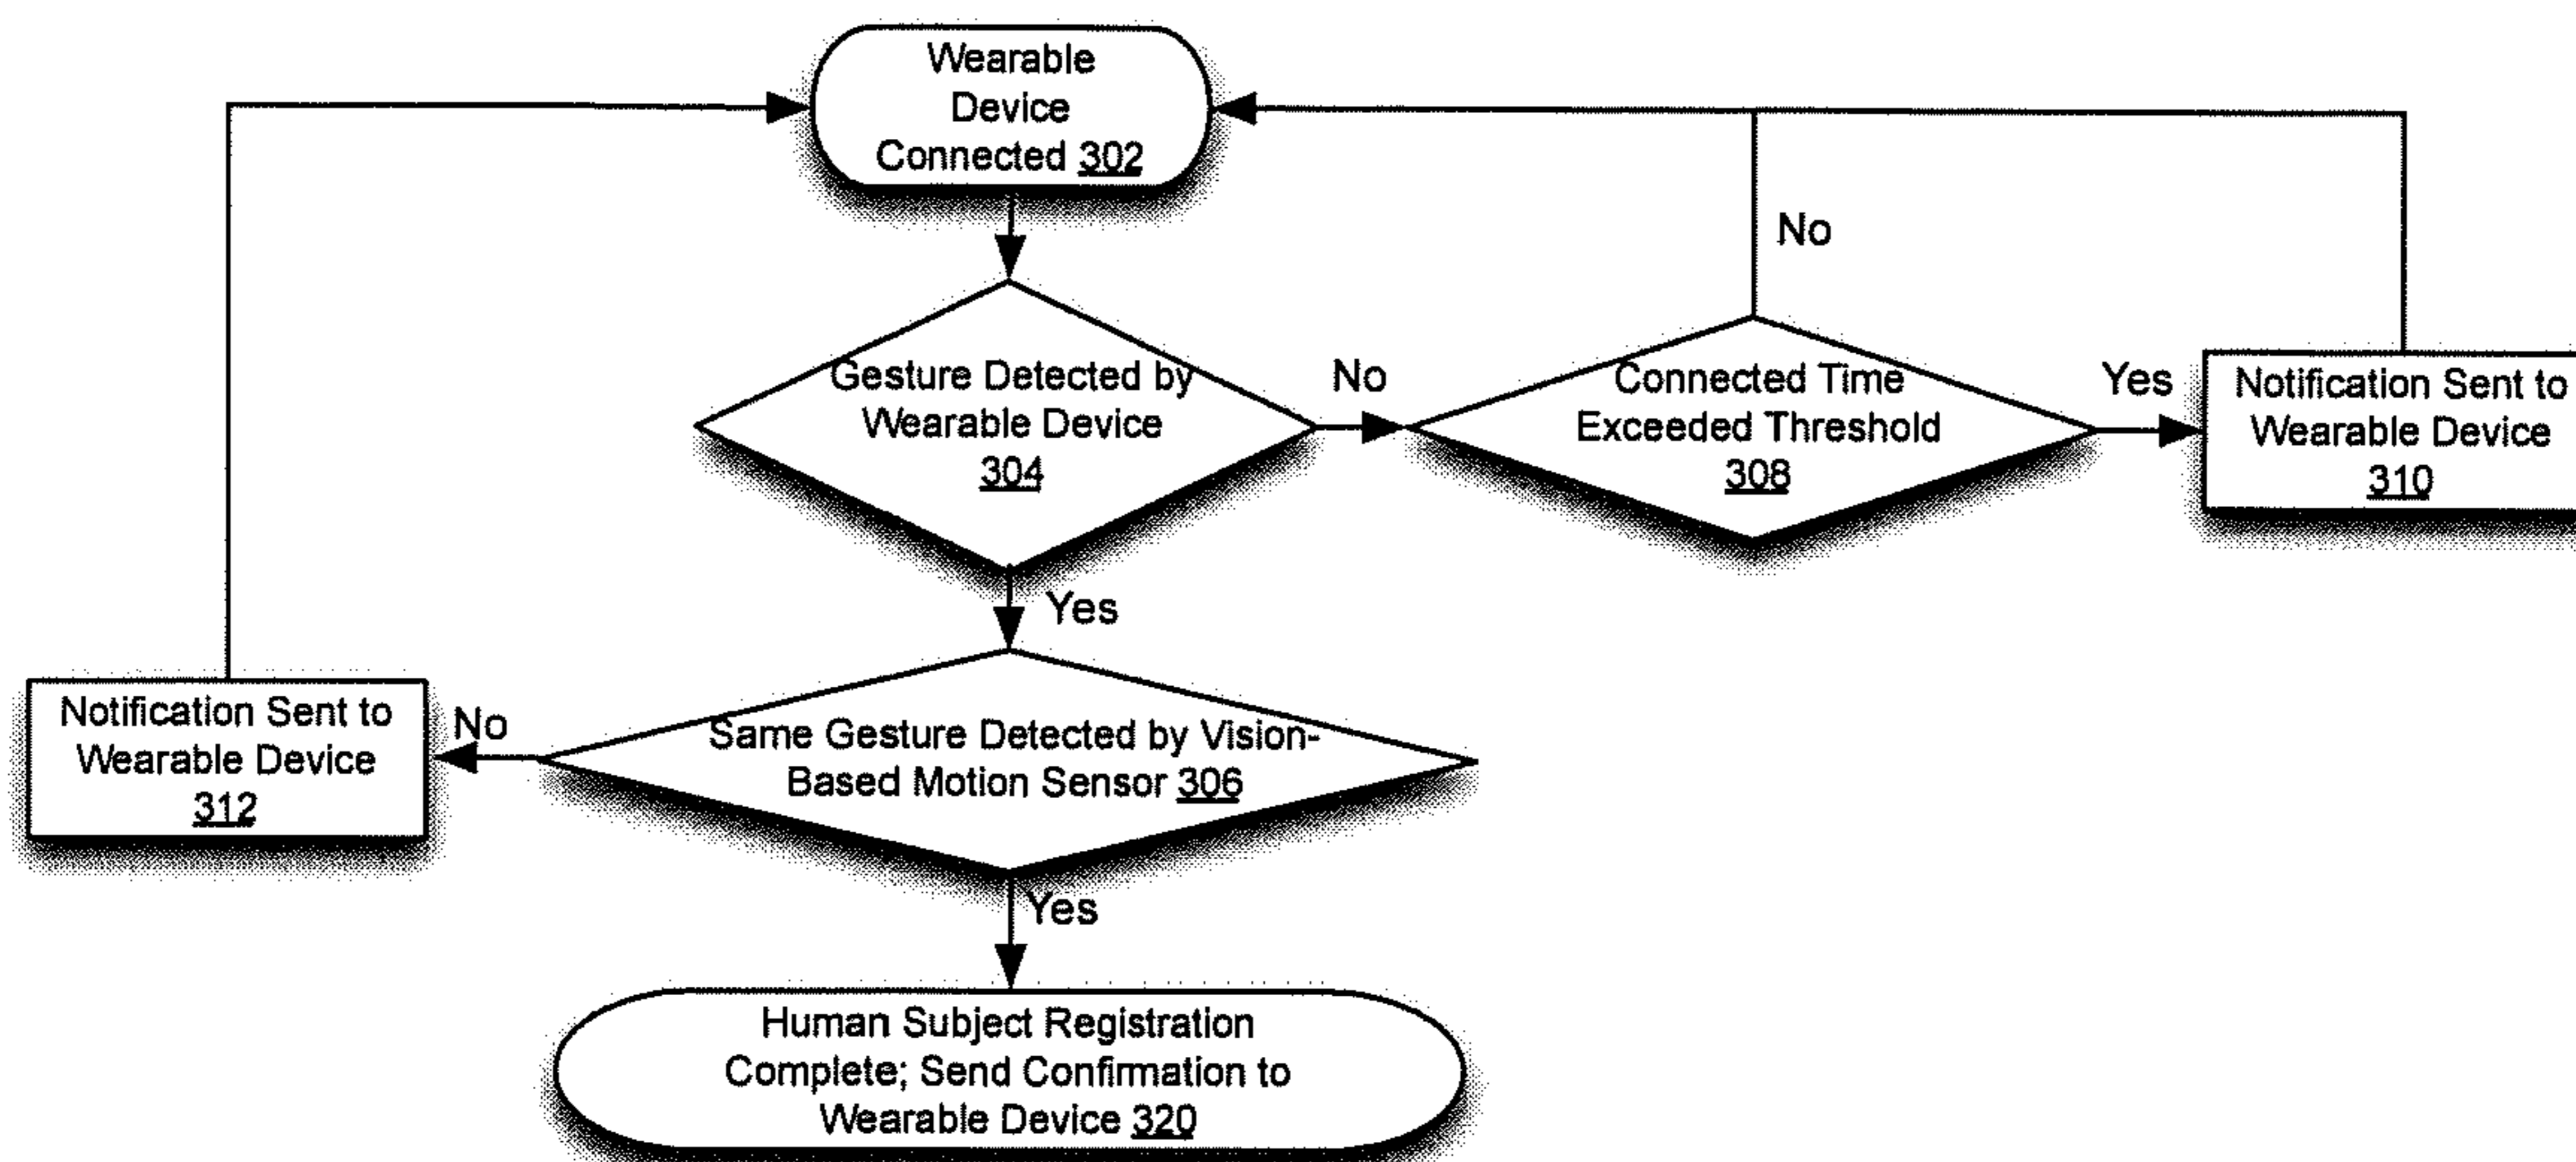 Wearable
Device
Connected 302
No
Gesture Detected by
Wearable Device
304
No
Connected Time
Exceeded Threshold
308
Yes
Notification Sent to
Wearable Device
310
Yes
Notification Sent to
Wearable Device
312
No
Same Gesture Detected by Vision-
Based Motion Sensor 306
Yes
Human Subject Registration
Complete; Send Confirmation to
Wearable Device 320